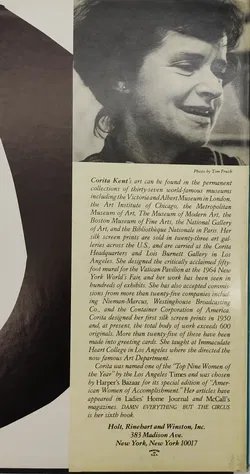 Photo by Tom Truell
Corita Kent's art can be found in the permanent
collections of thirty-seven world-famous museums
including the Victoria and Albert Museum in London,
the Art Institute of Chicago, the Metropolitan
Museum of Art, The Museum of Modern Art, the
Boston Museum of Fine Arts, the National Gallery
of Art, and the Bibliothèque Nationale in Paris. Her
silk screen prints are sold in twenty-three art gal-
leries across the U.S., and are carried at the Corita
Headquarters and Lois Burnett Gallery in Los
Angeles. She designed the critically acclaimed fifty-
foot mural for the Vatican Pavilion at the 1964 New
York World's Fair, and her work has been seen in
hundreds of exhibits. She has also accepted commis-
sions from more than twenty-five companies includ-
ing Nieman-Marcus, Westinghouse Broadcasting
Co., and the Container Corporation of America.
Corita designed her first silk screen prints in 1950
and, at present, the total body of work exceeds 600
originals. More than twenty-five of these have been
made into greeting cards. She taught at Immaculate
Heart College in Los Angeles where she directed the
now famous Art Department.
Corita was named one of the "Top Nine Women of
the Year" by the Los Angeles Times and was chosen
by Harper's Bazaar for its special edition of "Amer-
ican Women of Accomplishment." Her articles have
appeared in Ladies' Home Journal and McCall's
magazines. DAMN EVERYTHING BUT THE CIRCUS
is her sixth book.
Holt, Rinehart and Winston, Inc.
383 Madison Ave.
New York, New York 10017